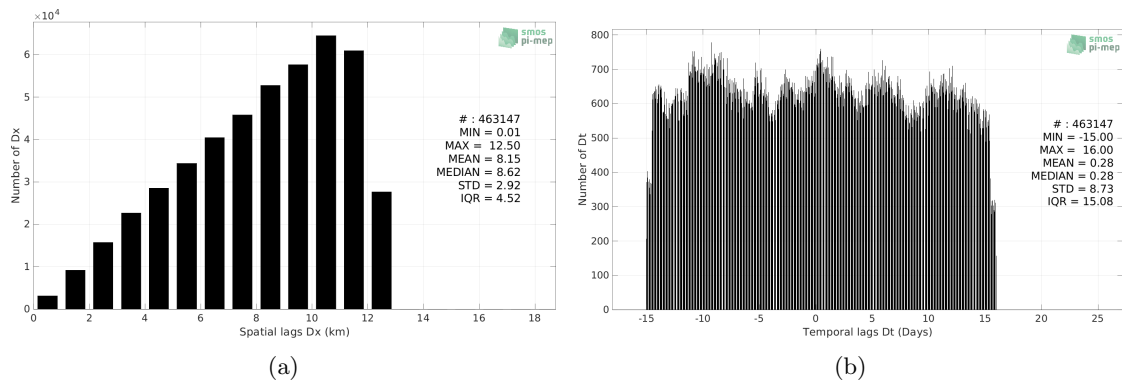 ×10⁴
6
5
4
3
2
1
0
Number of Dx
0 2 4 6 8 10 12 14 16 18
Spatial lags Dx (km)
smos
pi-mep
# : 463147
MIN = 0.01
MAX = 12.50
MEAN = 8.15
MEDIAN = 8.62
STD = 2.92
IQR = 4.52
(a)
800
700
600
500
400
300
200
100
0
Number of Dt
-15 -10 -5 0 5 10 15 20 25
Temporal lags Dt (Days)
smos
pi-mep
# : 463147
MIN = -15.00
MAX = 16.00
MEAN = 0.28
MEDIAN = 0.28
STD = 8.73
IQR = 15.08
(b)